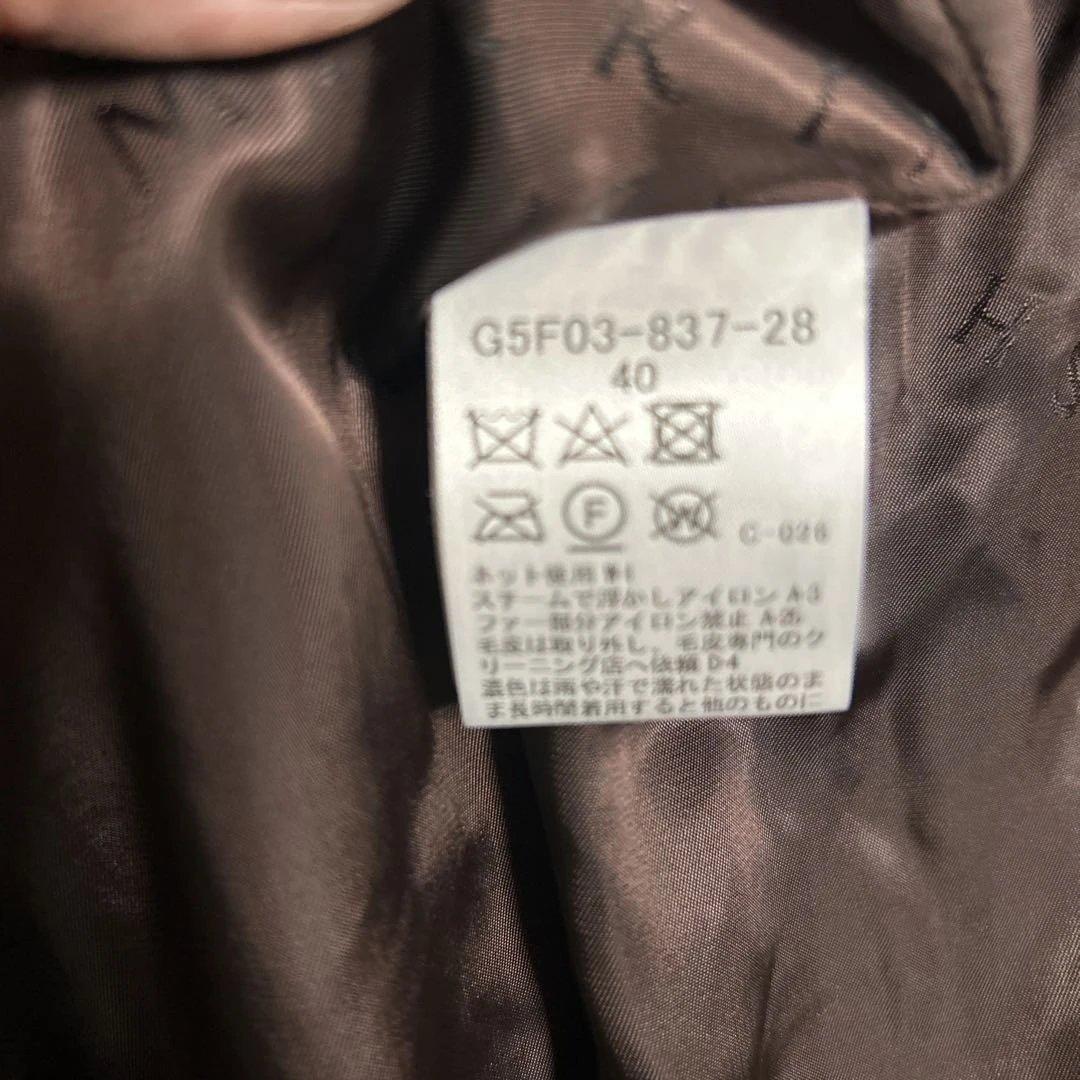 G5F03-837-28
40
F
W C-026
ネット使用 W1
スチームで浮かしアイロン A3
ファー部分アイロン禁止
毛皮は取り外し、毛皮専門のク
リーニング店へ依頼 D4
濃色は雨や汗で濡れた状態のま
ま長時間着用すると他のものに